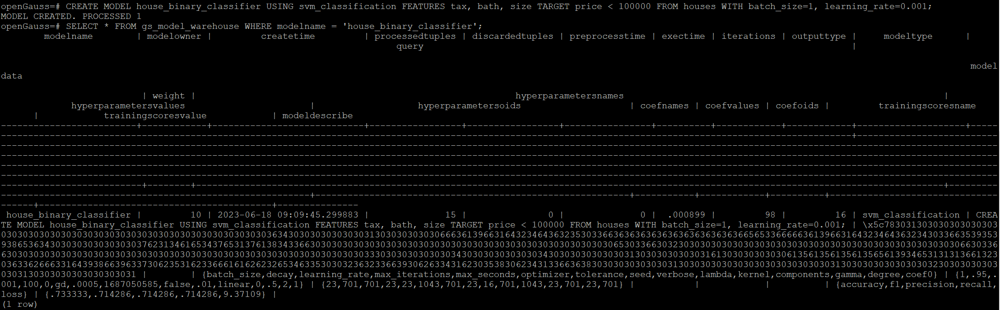 openGauss=# CREATE MODEL house_binary_classifier USING svm_classification FEATURES tax, bath, size TARGET price < 100000 FROM houses WITH batch_size=1, learning_rate=0.001;
MODEL CREATED. PROCESSED 1
openGauss=# SELECT * FROM gs_model_warehouse WHERE modelname = 'house_binary_classifier';
modelname | modelowner | createtime | processedtuples | discardedtuples | preprocesstime | exectime | iterations | outputtype | modeltype |
query |
model
data
| weight | hyperparametersnames |
hyperparametersvalues | hyperparametersoids | coefnames | coefvalues | coefoids | trainingscoresname
| trainingscoresvalue | modeldescribe
house_binary_classifier | 10 | 2023-06-18 09:09:45.299883 | 15 | 0 | 0 | .000899 | 98 | 16 | svm_classification | CREA
TE MODEL house_binary_classifier USING svm_classification FEATURES tax, bath, size TARGET price < 100000 FROM houses WITH batch_size=1, learning_rate=0.001; |
| | {batch_size,decay,learning_rate,max_iterations,max_seconds,optimizer,tolerance,seed,verbose,lambda,kernel,components,gamma,degree,coef0} | {1,.95,.
001,100,0,gd,.0005,1687050585,false,.01,linear,0,.5,2,1} | {23,701,701,23,23,1043,701,23,16,701,1043,23,701,23,701} | | | | {accuracy,f1,precision,recall,
loss} | {.733333,.714286,.714286,.714286,9.37109} |
(1 row)